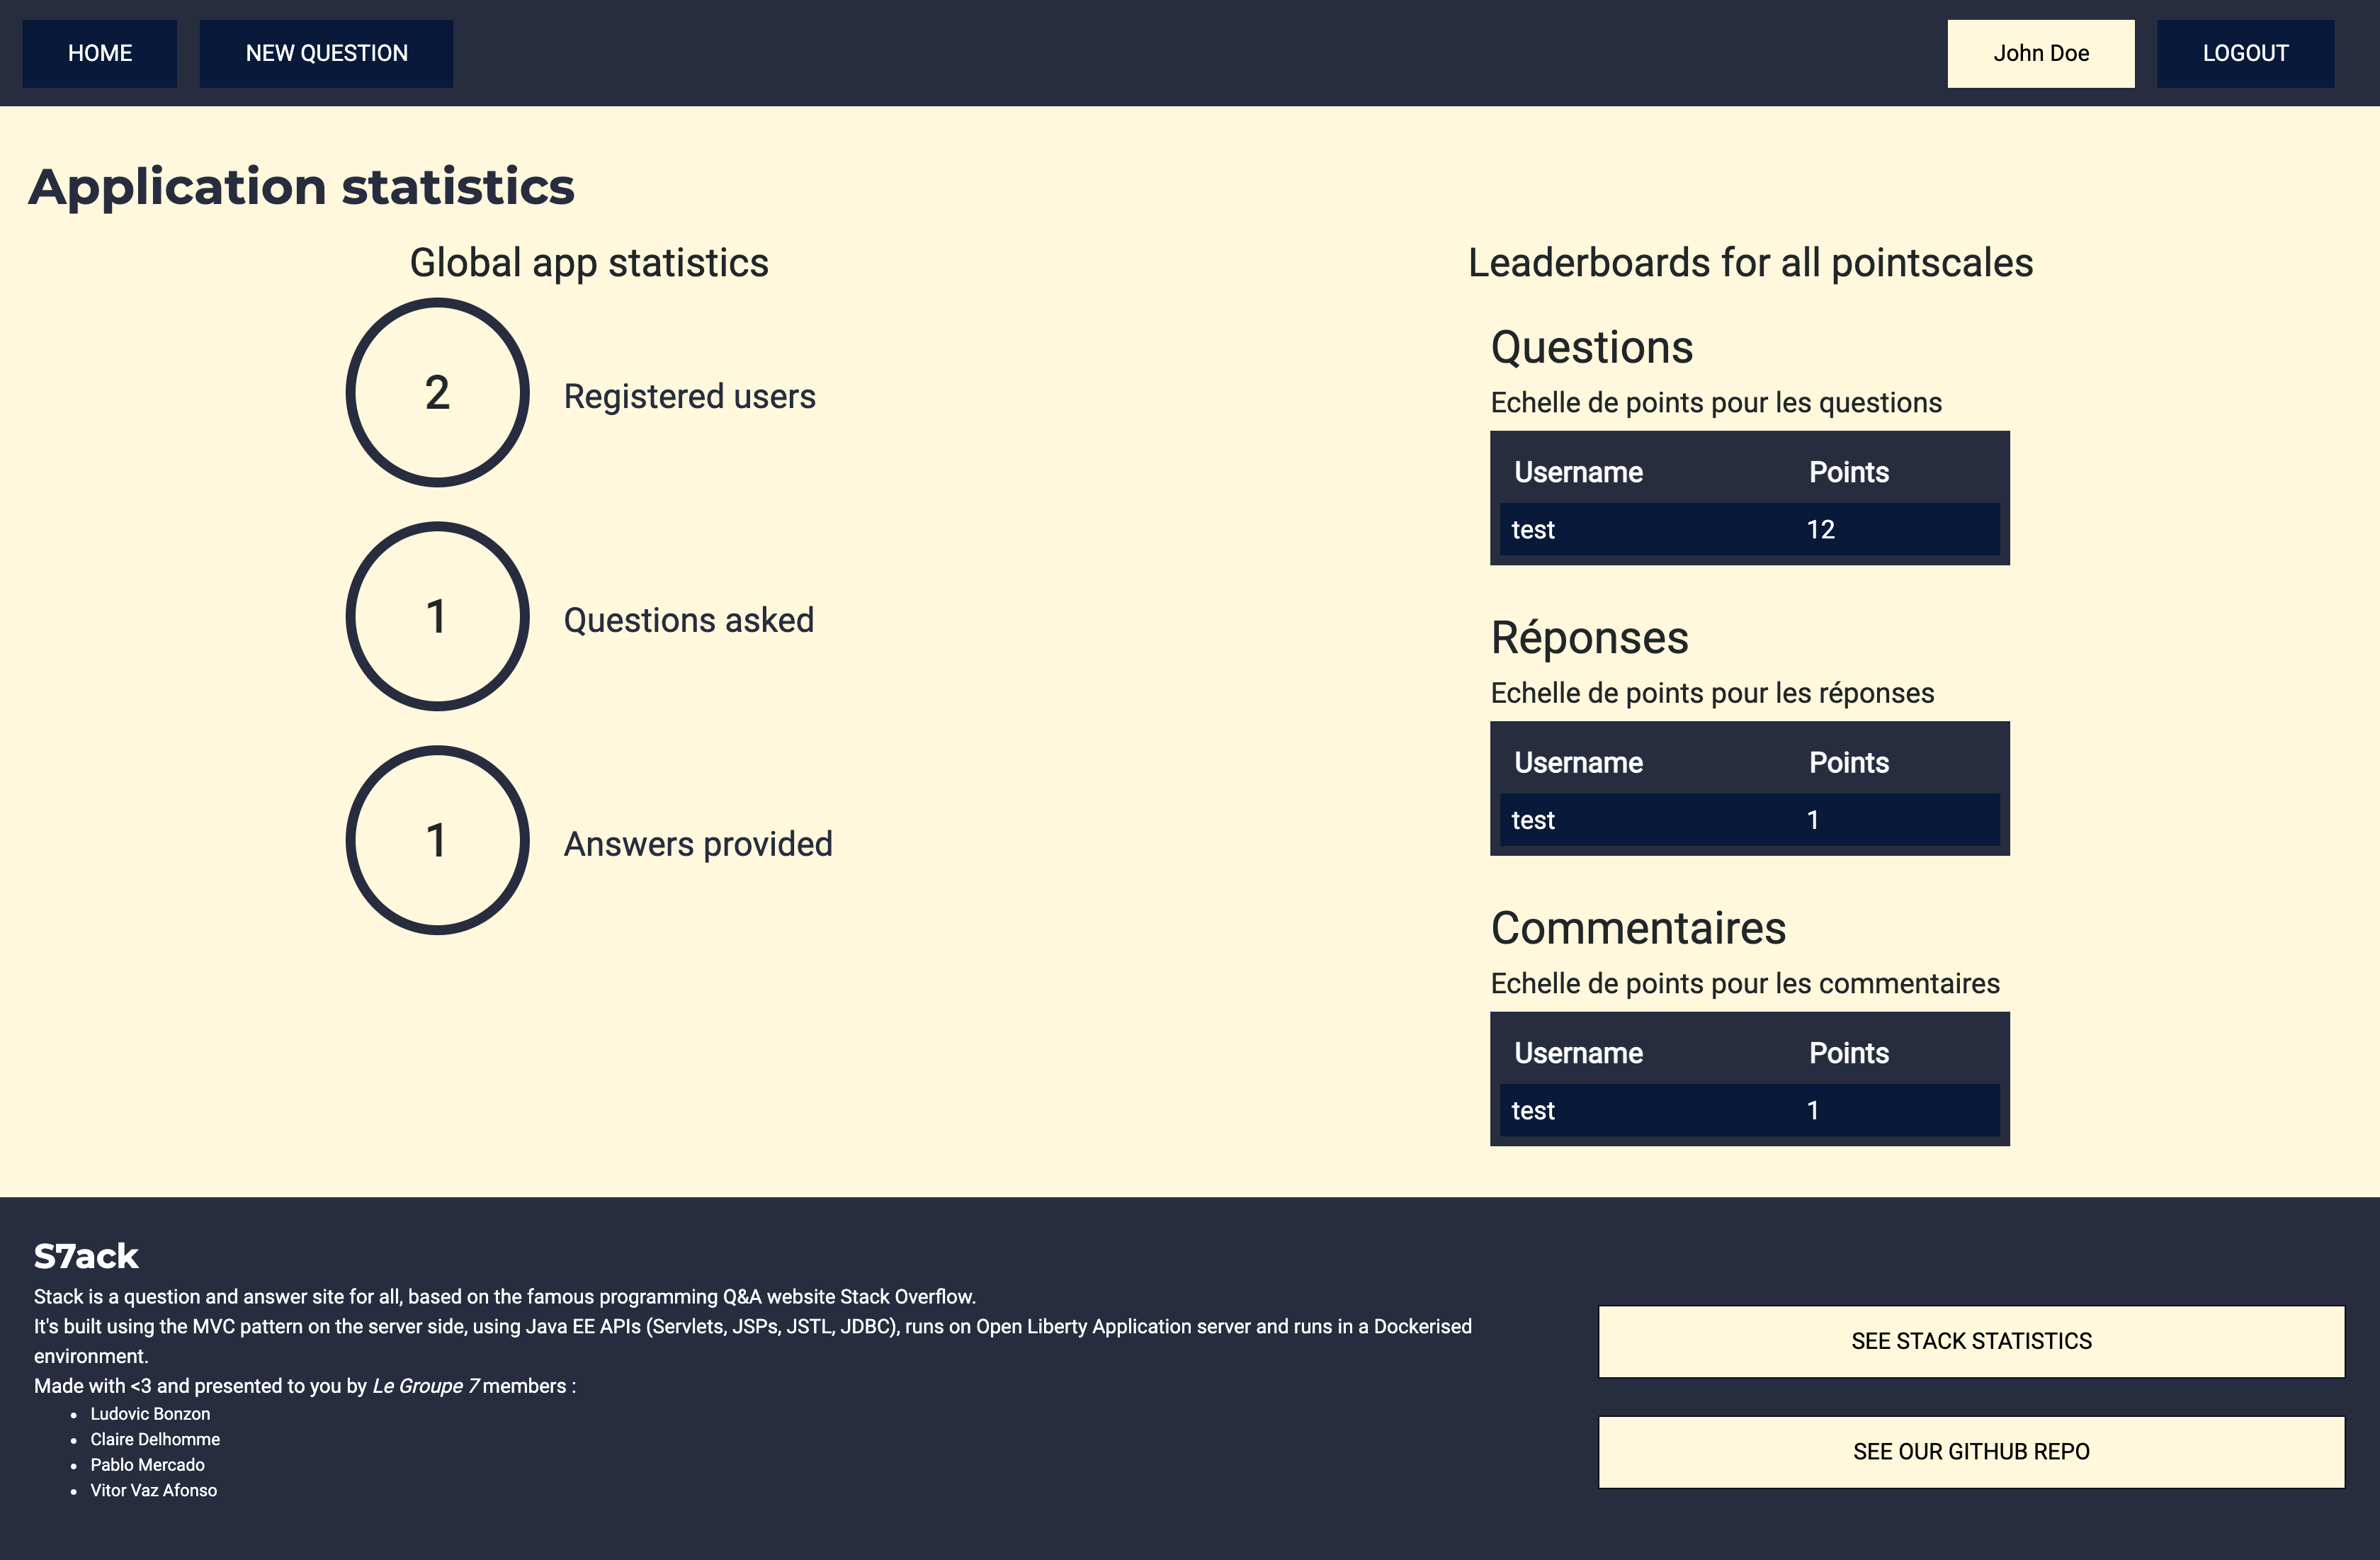 HOME
NEW QUESTION
John Doe
LOGOUT
Application statistics
Global app statistics
2
Registered users
1
Questions asked
1
Answers provided
Leaderboards for all pointscales
Questions
Echelle de points pour les questions
Username Points
test 12
Réponses
Echelle de points pour les réponses
Username Points
test 1
Commentaires
Echelle de points pour les commentaires
Username Points
test 1
S7ack
Stack is a question and answer site for all, based on the famous programming Q&A website Stack Overflow.
It's built using the MVC pattern on the server side, using Java EE APIs (Servlets, JSPs, JSTL, JDBC), runs on Open Liberty Application server and runs in a Dockerised
environment.
Made with <3 and presented to you by Le Groupe 7 members :
• Ludovic Bonzon
• Claire Delhomme
• Pablo Mercado
• Vitor Vaz Afonso
SEE STACK STATISTICS
SEE OUR GITHUB REPO